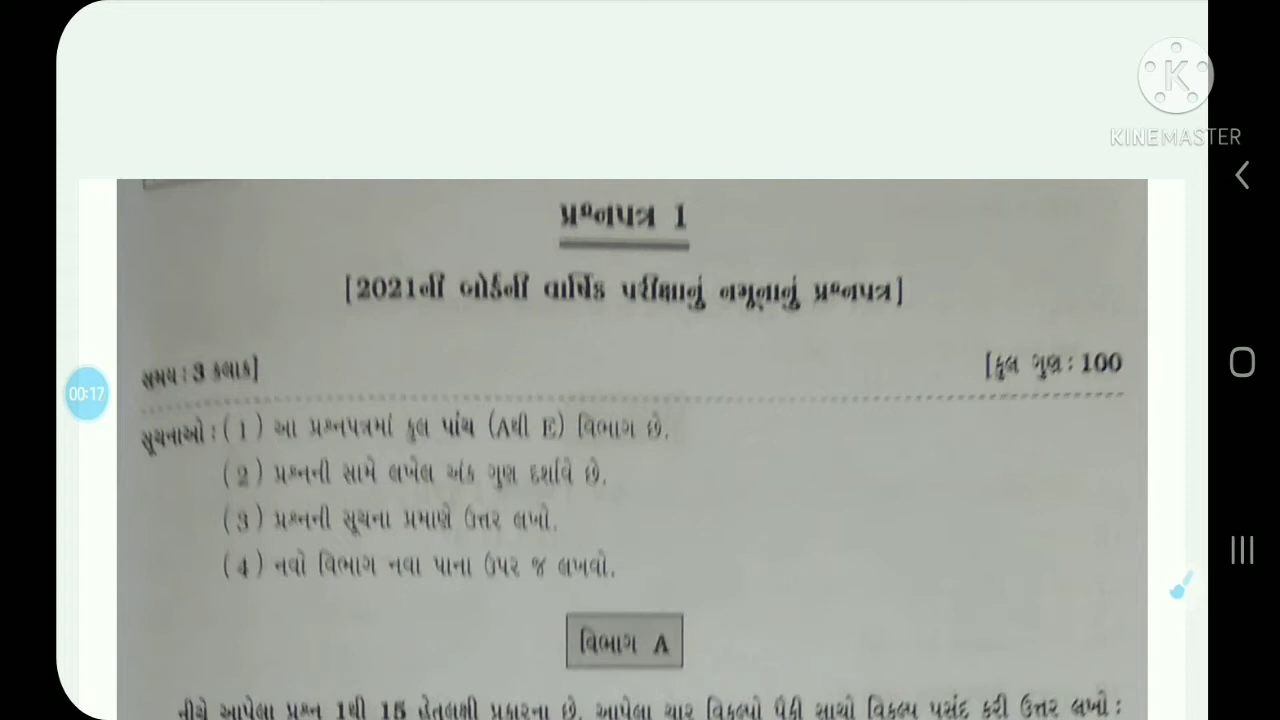 KINEMASTER
પ્રશ્નપત્ર 1
[2021ની બોર્ડની વાર્ષિક પરીક્ષાનું નમૂનાનું પ્રશ્નપત્ર]
સમય : 3 કલાક] [કુલ ગુણ : 100
00:17
સૂચનાઓ : (1) આ પ્રશ્નપત્રમાં કુલ પાંચ (Aથી E) વિભાગ છે.
(2) પ્રશ્નની સામે લખેલ અંક ગુણ દર્શાવે છે.
(3) પ્રશ્નની સૂચના પ્રમાણે ઉત્તર લખો.
(4) નવો વિભાગ નવા પાના ઉપર જ લખવો.
વિભાગ A
નીચે આપેલા પ્રશ્ન 1થી 15 હેતુલક્ષી પ્રકારના છે. આપેલા ચાર વિકલ્પો પૈકી સાચો વિકલ્પ પસંદ કરી ઉત્તર લખો :